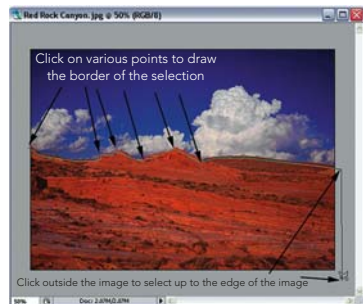 Red Rock Canyon.jpg @ 50% (RGB/8)
Click on various points to draw
the border of the selection
Click outside the image to select up to the edge of the image
50%
Doc: 2.67M/2.67M